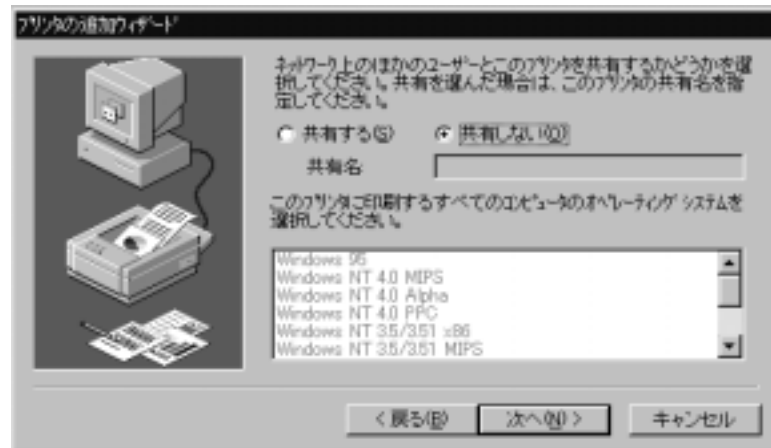 プリンタの追加ウィザード
ネットワーク上のほかのユーザーとこのプリンタを共有するかどうかを選
択してください。共有を選んだ場合は、このプリンタの共有名を指
定してください。
共有する(S) 共有しない(O)
共有名
このプリンタに印刷するすべてのコンピュータのオペレーティング システムを
選択してください。
Windows 95
Windows NT 4.0 MIPS
Windows NT 4.0 Alpha
Windows NT 4.0 PPC
Windows NT 3.5/3.51 x86
Windows NT 3.5/3.51 MIPS
< 戻る(B) 次へ(N) > キャンセル